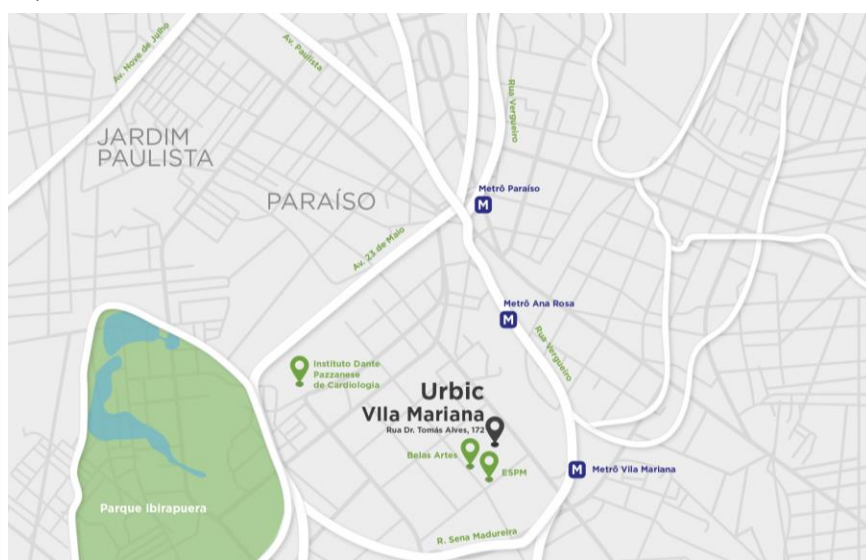 Av. Nove de Julho
Av. Paulista
Rua Vergueiro
JARDIM
PAULISTA
PARAÍSO
Metrô Paraíso
M
Av. 23 de Maio
Metrô Ana Rosa
M
Rua Vergueiro
Instituto Dante
Pazzanese
de Cardiologia
Urbic
VIla Mariana
Rua Dr. Tomás Alves, 172
Belas Artes
ESPM
M
Metrô Vila Mariana
Parque Ibirapuera
R. Sena Madureira